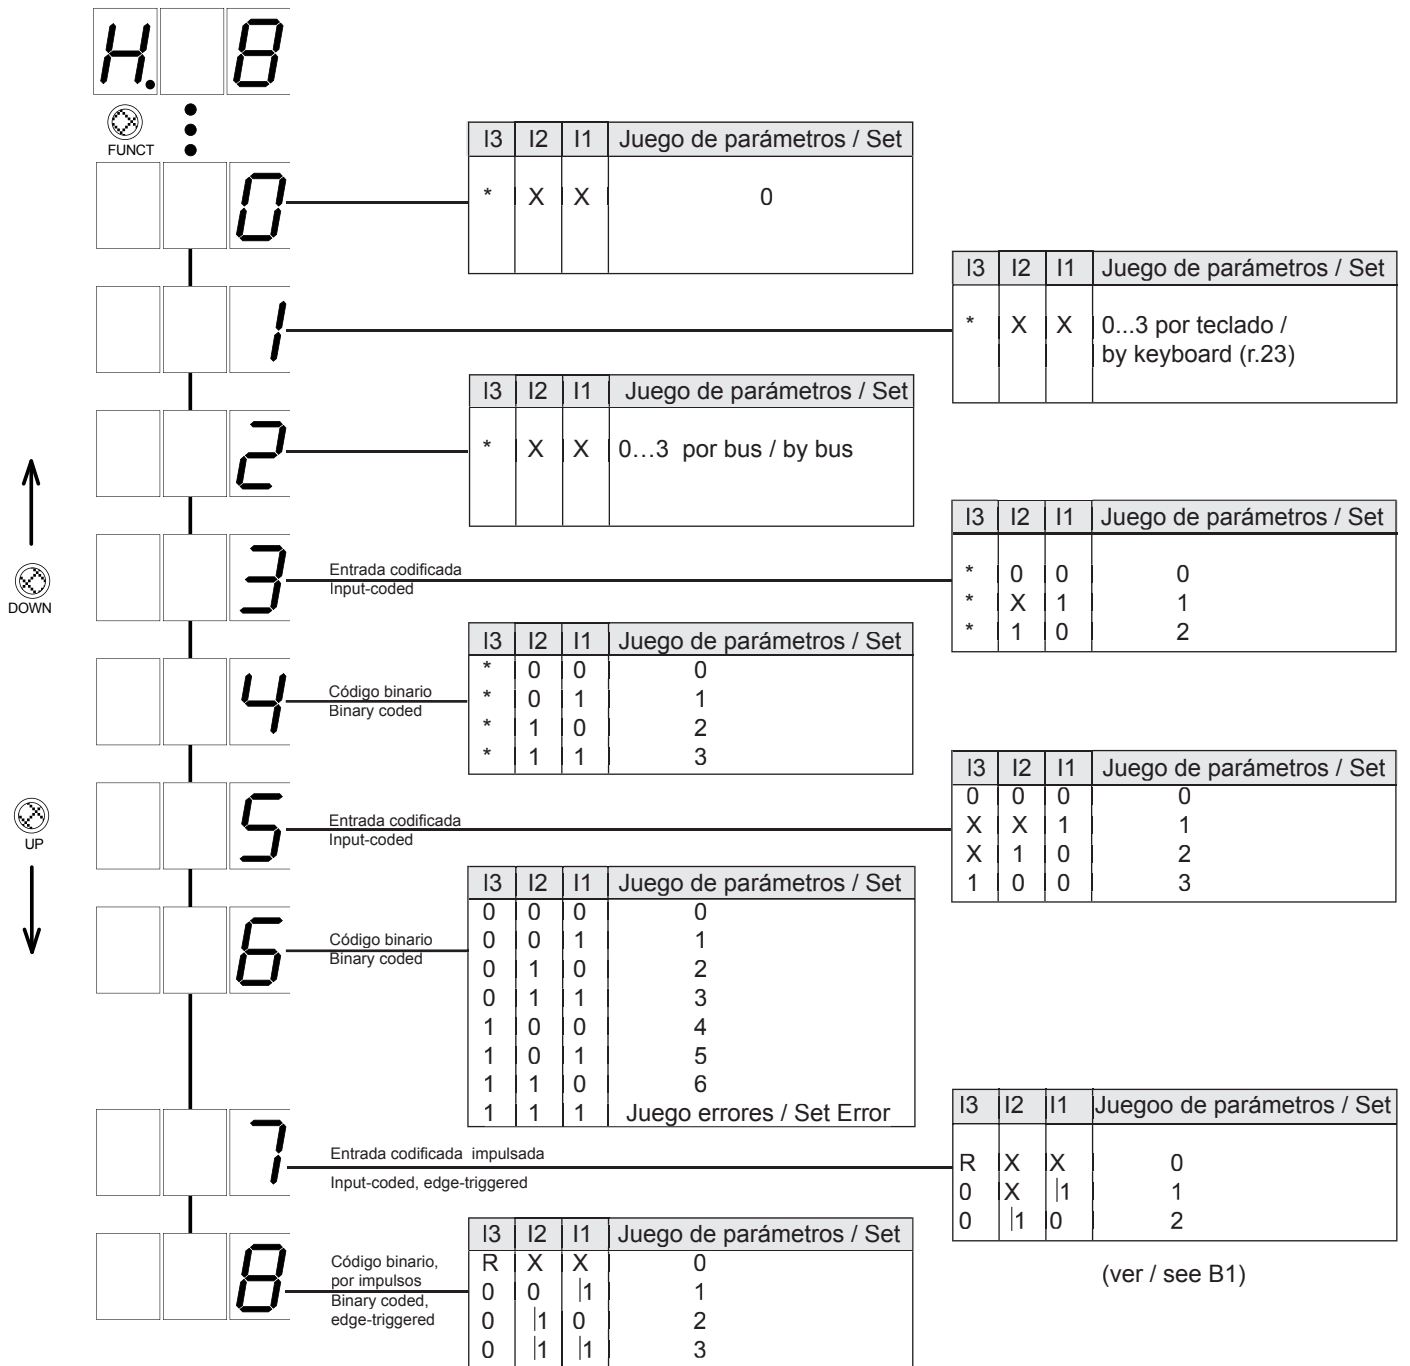 H. 8
FUNCT
I3 I2 I1 Juego de parámetros / Set
* X X 0
0
I3 I2 I1 Juego de parámetros / Set
* X X 0...3 por teclado /
by keyboard (r.23)
1
I3 I2 I1 Juego de parámetros / Set
* X X 0…3 por bus / by bus
2
I3 I2 I1 Juego de parámetros / Set
* 0 0 0
* X 1 1
* 1 0 2
3
Entrada codificada
Input-coded
DOWN
I3 I2 I1 Juego de parámetros / Set
* 0 0 0
* 0 1 1
* 1 0 2
* 1 1 3
4
Código binario
Binary coded
I3 I2 I1 Juego de parámetros / Set
0 0 0 0
X X 1 1
X 1 0 2
1 0 0 3
5
Entrada codificada
Input-coded
UP
I3 I2 I1 Juego de parámetros / Set
0 0 0 0
0 0 1 1
0 1 0 2
0 1 1 3
1 0 0 4
1 0 1 5
1 1 0 6
1 1 1 Juego errores / Set Error
6
Código binario
Binary coded
I3 I2 I1 Juegoo de parámetros / Set
R X X 0
0 X |1 1
0 |1 0 2
7
Entrada codificada impulsada
Input-coded, edge-triggered
(ver / see B1)
I3 I2 I1 Juego de parámetros / Set
R X X 0
0 0 |1 1
0 |1 0 2
0 |1 |1 3
8
Código binario,
por impulsos
Binary coded,
edge-triggered